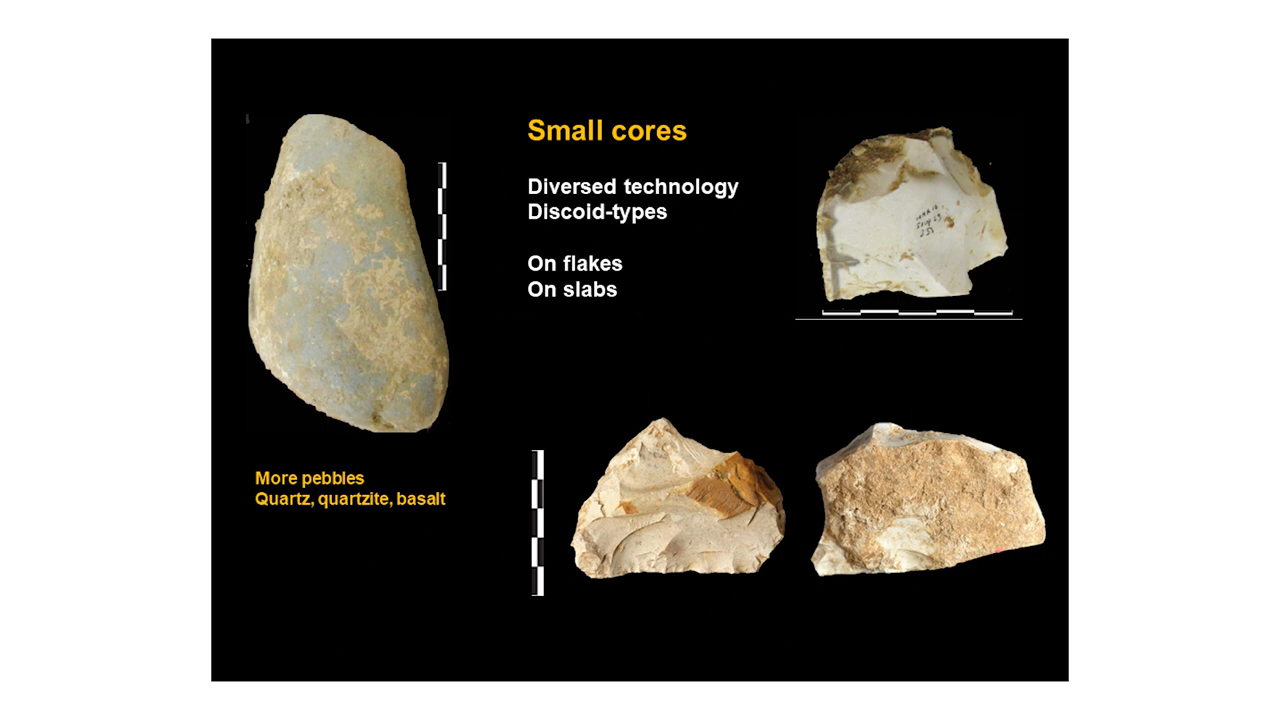 Small cores
Diversed technology
Discoid-types
On flakes
On slabs
More pebbles
Quartz, quartzite, basalt